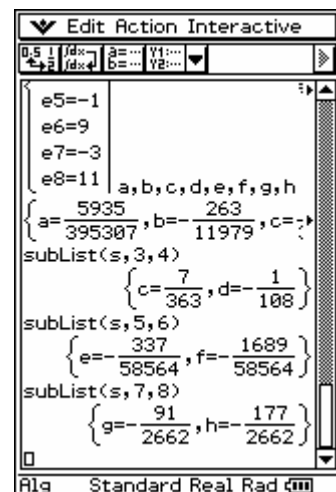 Edit Action Interactive
e5=-1
e6=9
e7=-3
e8=11 a,b,c,d,e,f,g,h
{a=5935/395307,b=-263/11979,c=
subList(s,3,4)
{c=7/363,d=-1/108}
subList(s,5,6)
{e=-337/58564,f=-1689/58564}
subList(s,7,8)
{g=-91/2662,h=-177/2662}
Alg Standard Real Rad